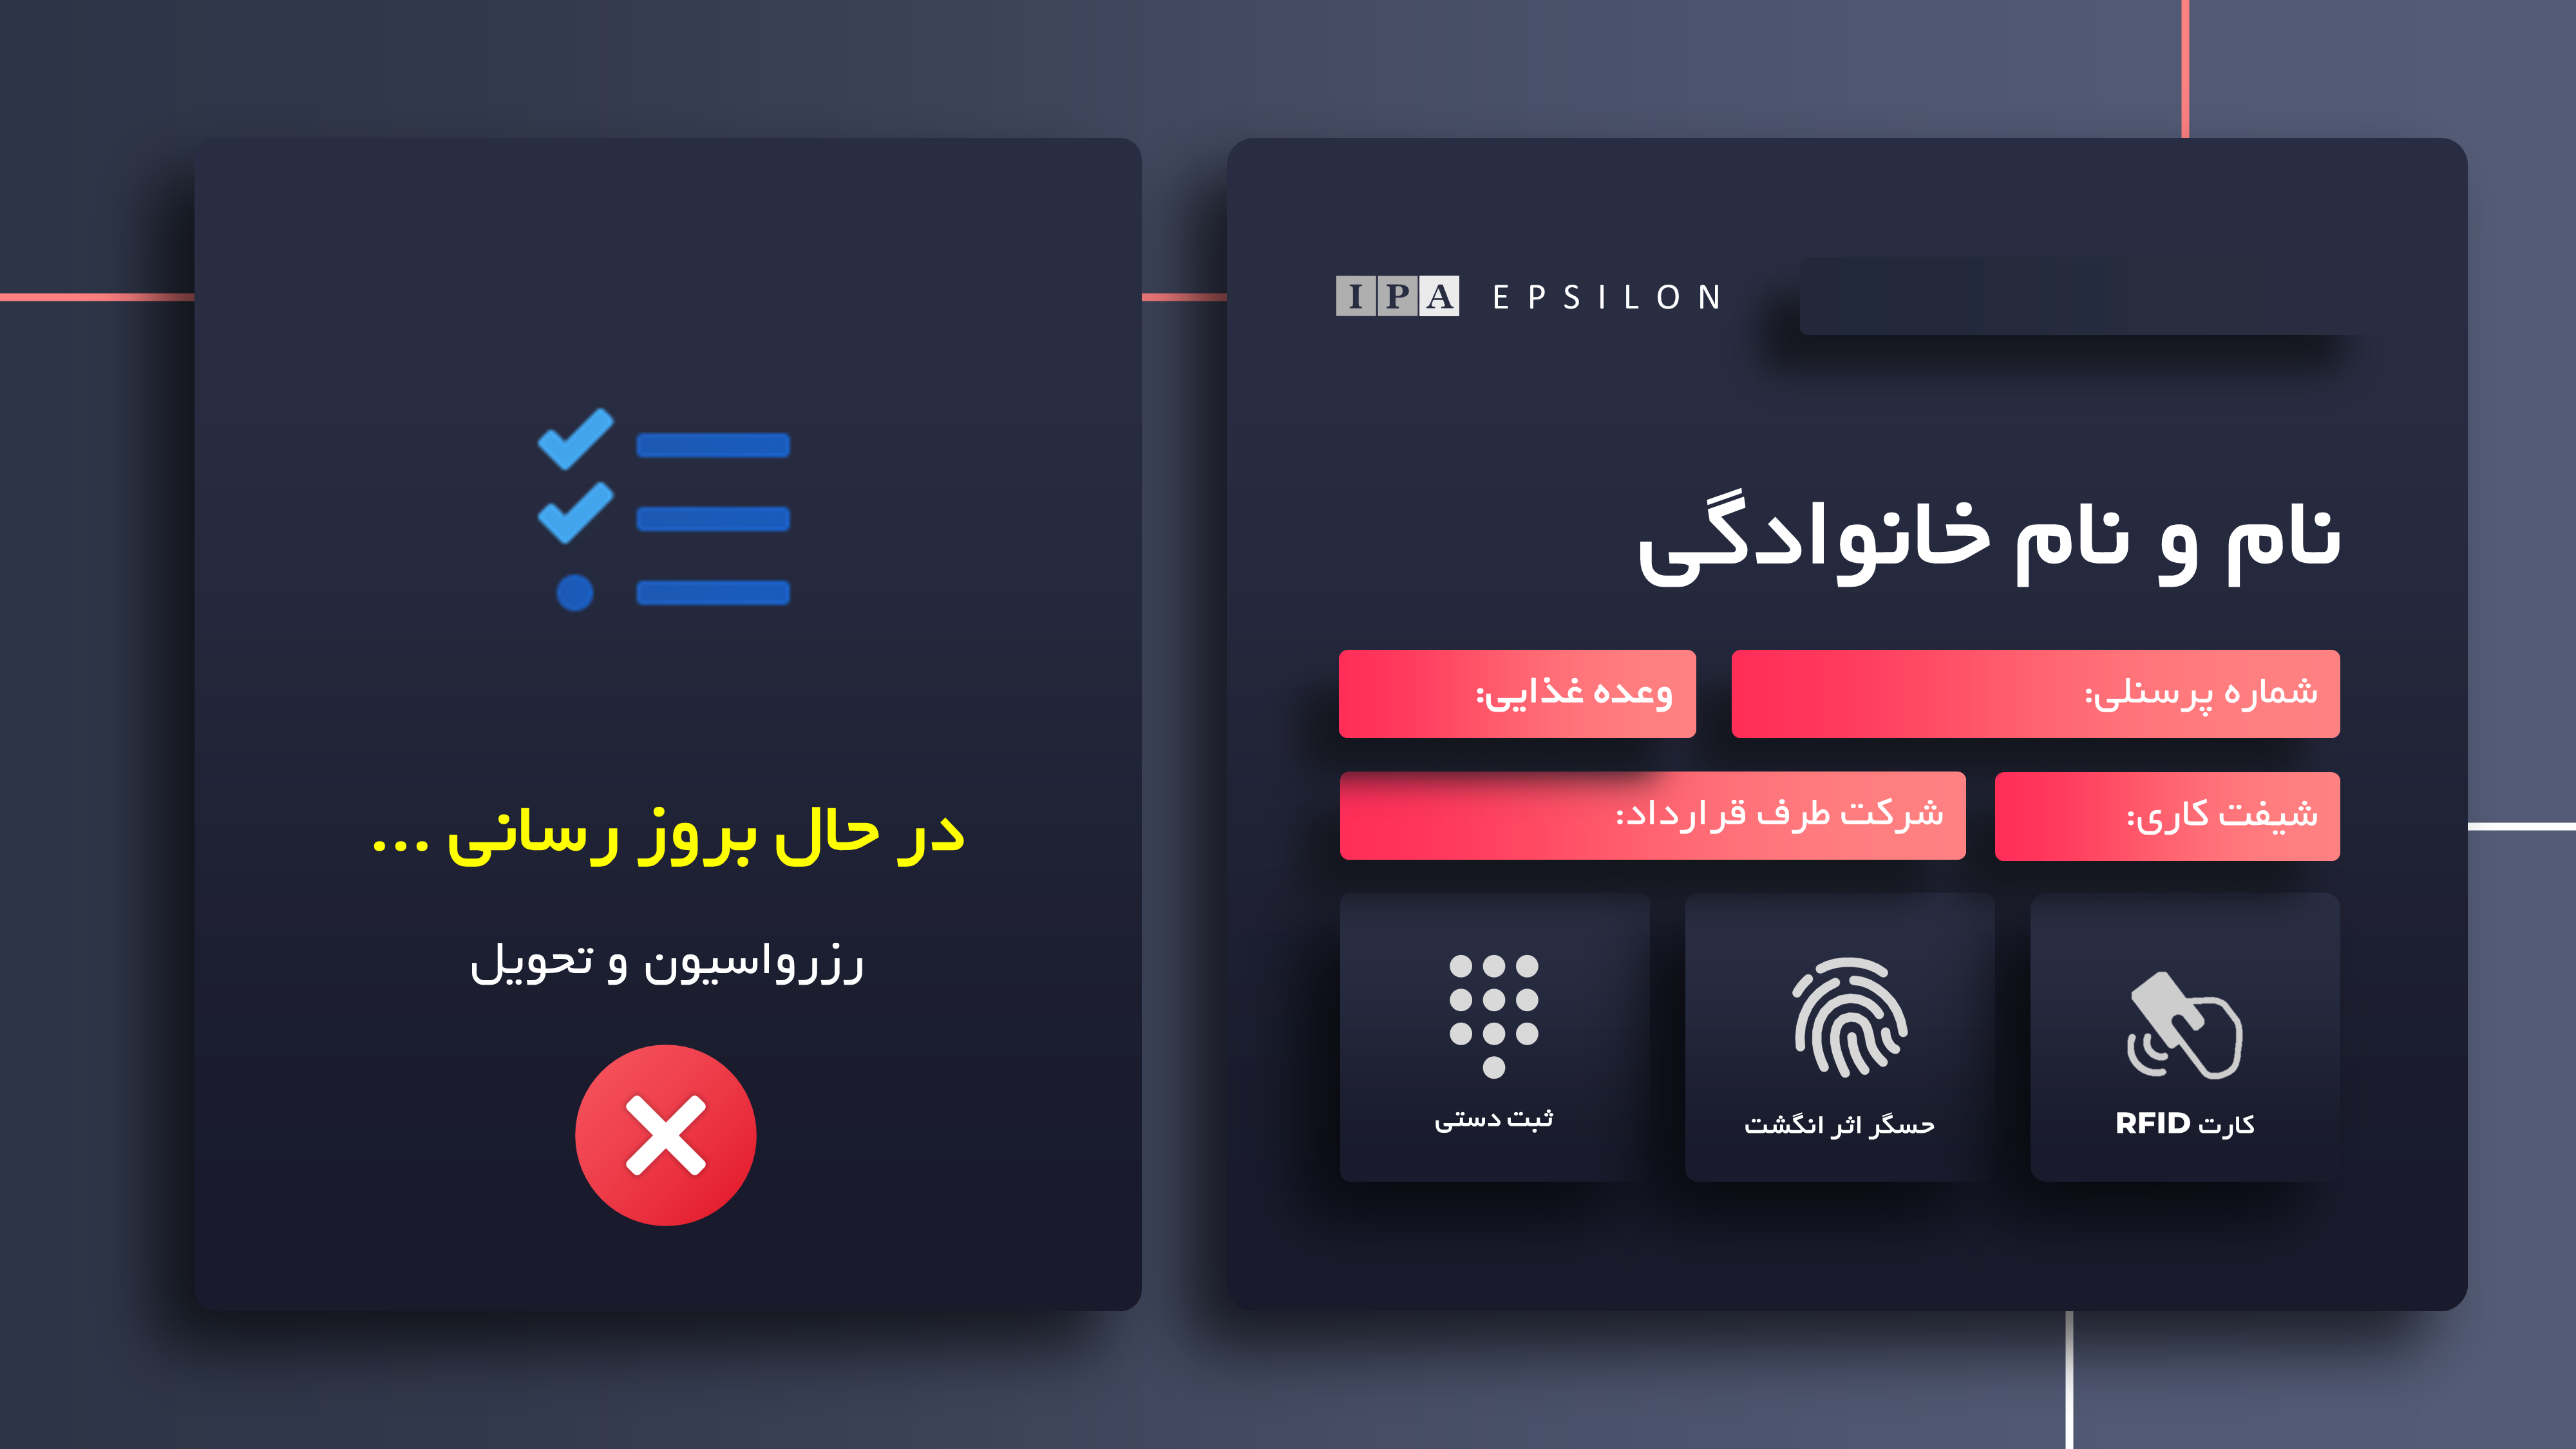 IPA EPSILON
نام و نام خانوادگی
شماره پرسنلی:
وعده غذایی:
شیفت کاری:
شرکت طرف قرارداد:
کارت RFID
حسگر اثر انگشت
ثبت دستی
در حال بروز رسانی ...
رزرواسیون و تحویل